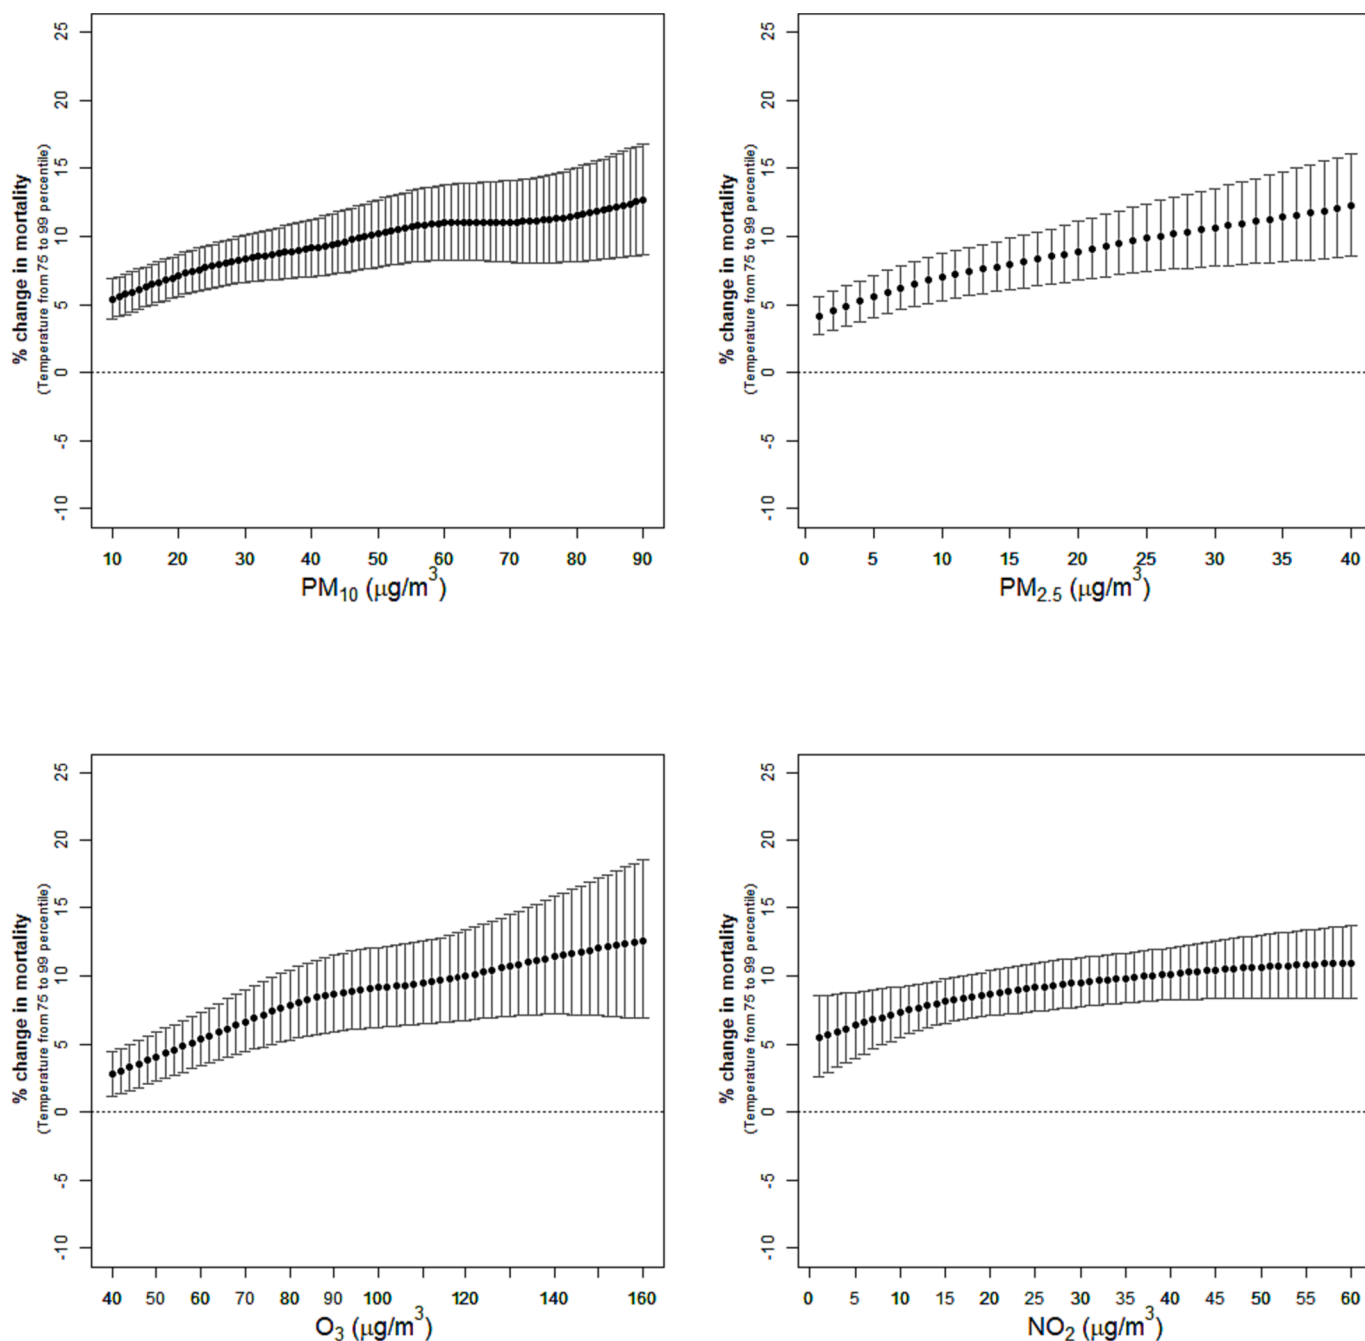 % change in mortality
(Temperature from 75 to 99 percentile)
25
20
15
10
5
0
-5
-10
10 20 30 40 50 60 70 80 90
PM10 (μg/m3)
% change in mortality
(Temperature from 75 to 99 percentile)
25
20
15
10
5
0
-5
-10
0 5 10 15 20 25 30 35 40
PM2.5 (μg/m3)
% change in mortality
(Temperature from 75 to 99 percentile)
25
20
15
10
5
0
-5
-10
40 50 60 70 80 90 100 120 140 160
O3 (μg/m3)
% change in mortality
(Temperature from 75 to 99 percentile)
25
20
15
10
5
0
-5
-10
0 5 10 15 20 25 30 35 40 45 50 55 60
NO2 (μg/m3)